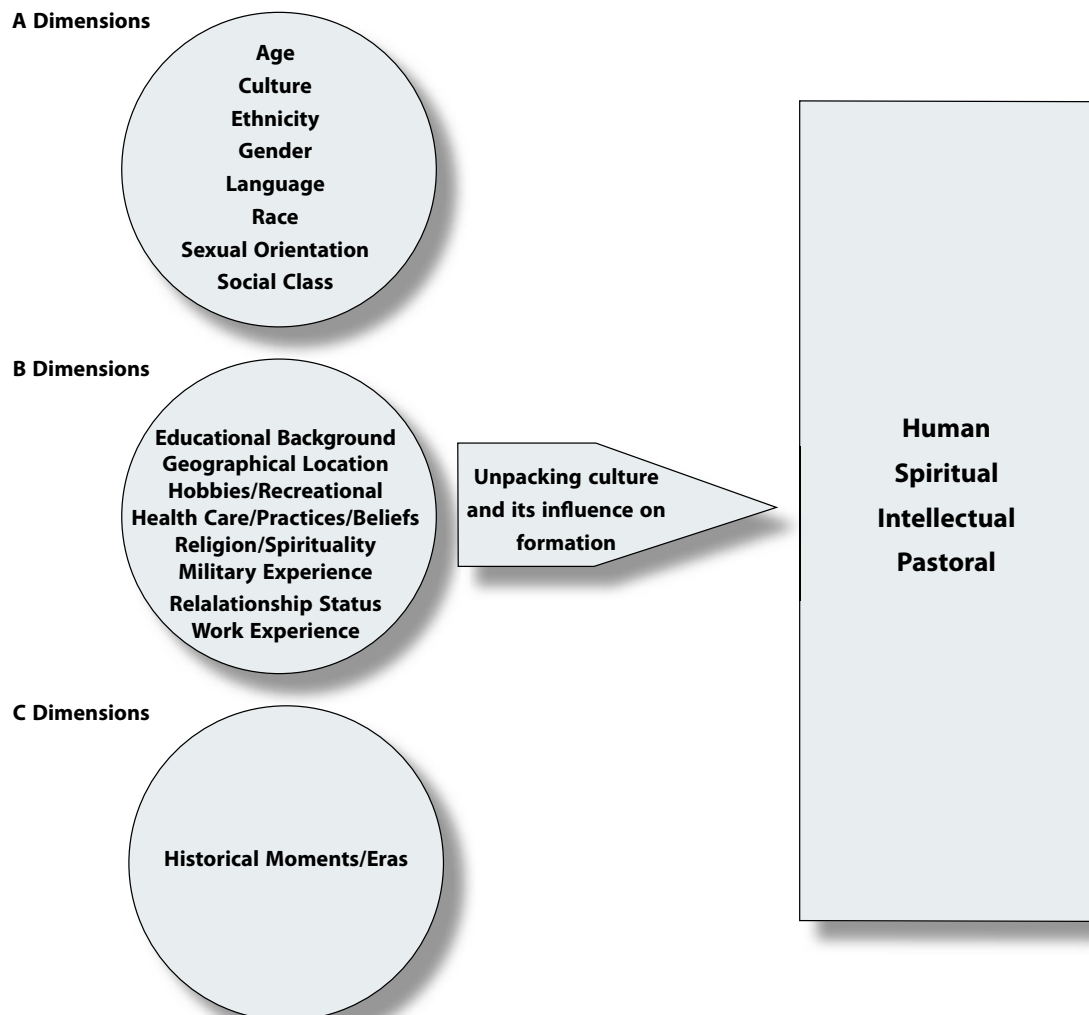 A Dimensions
Age
Culture
Ethnicity
Gender
Language
Race
Sexual Orientation
Social Class
B Dimensions
Educational Background
Geographical Location
Hobbies/Recreational
Health Care/Practices/Beliefs
Religion/Spirituality
Military Experience
Relalationship Status
Work Experience
Unpacking culture
and its influence on
formation
Human
Spiritual
Intellectual
Pastoral
C Dimensions
Historical Moments/Eras